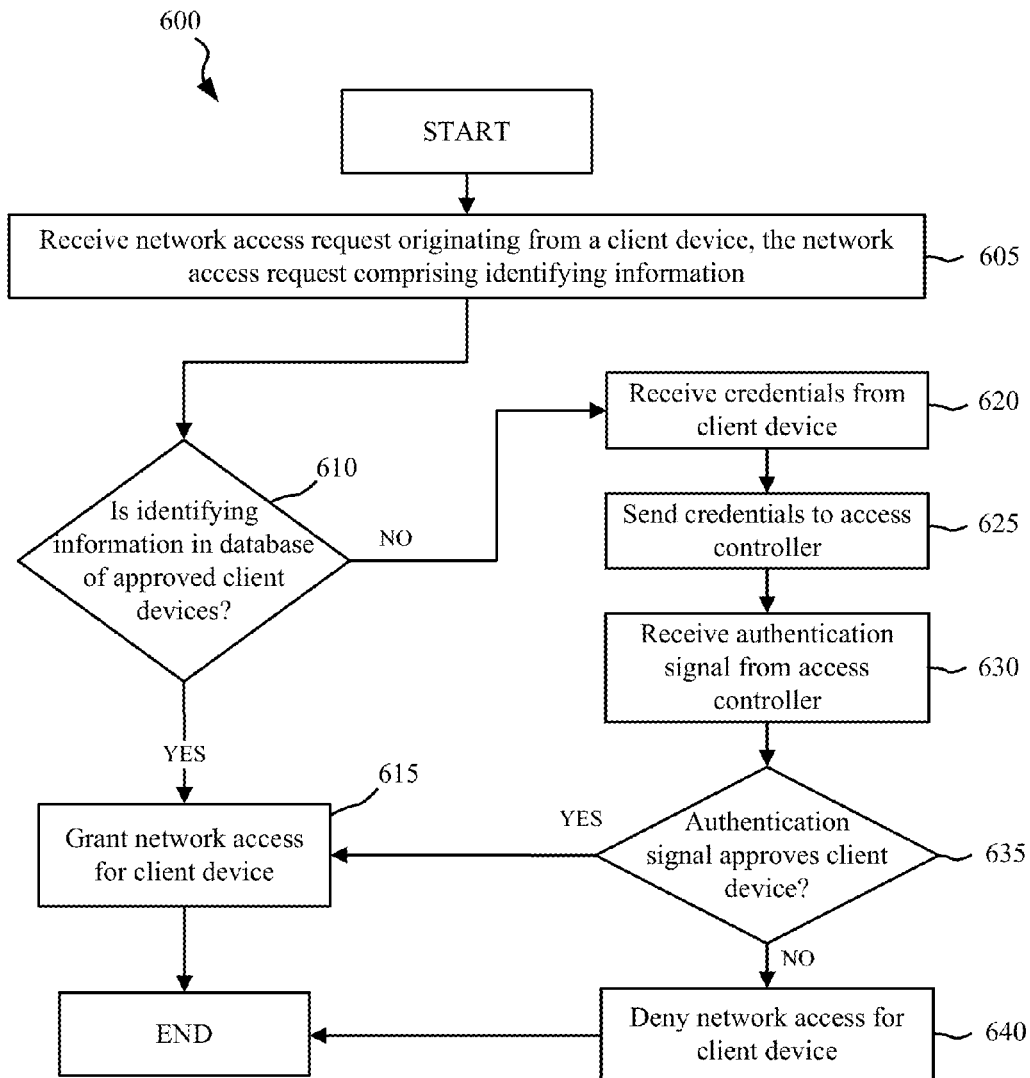 600
START
Receive network access request originating from a client device, the network
access request comprising identifying information
605
Receive credentials from
client device
620
610
Is identifying
information in database
of approved client
devices?
NO
Send credentials to access
controller
625
Receive authentication
signal from access
controller
630
YES
615
Grant network access
for client device
YES
Authentication
signal approves client
device?
635
NO
END
Deny network access for
client device
640